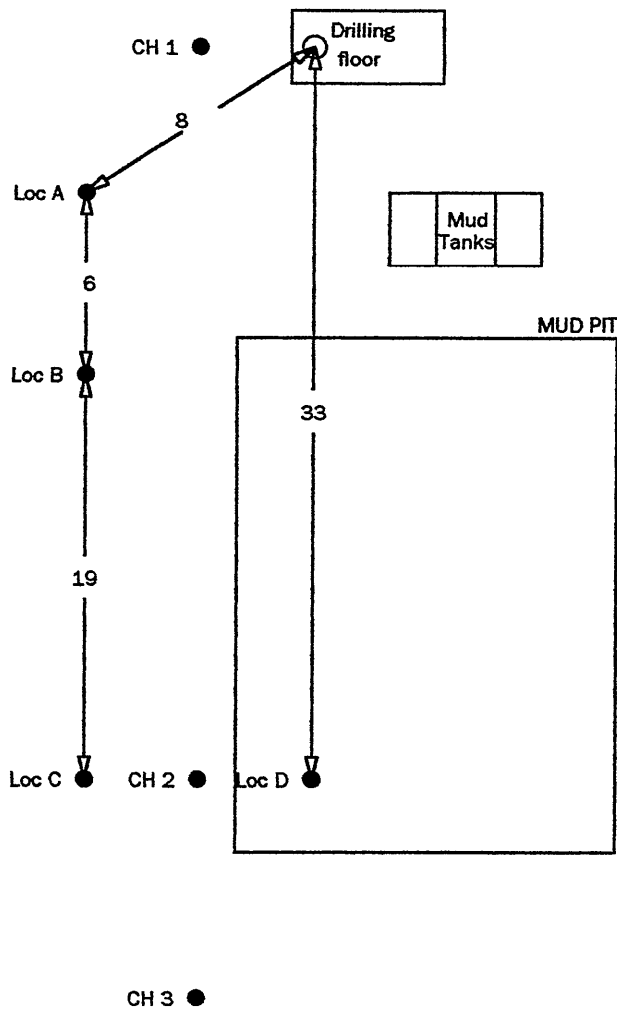 CH 1
Drilling
floor
8
Loc A
Mud
Tanks
6
MUD PIT
Loc B
33
19
Loc C
CH 2
Loc D
CH 3